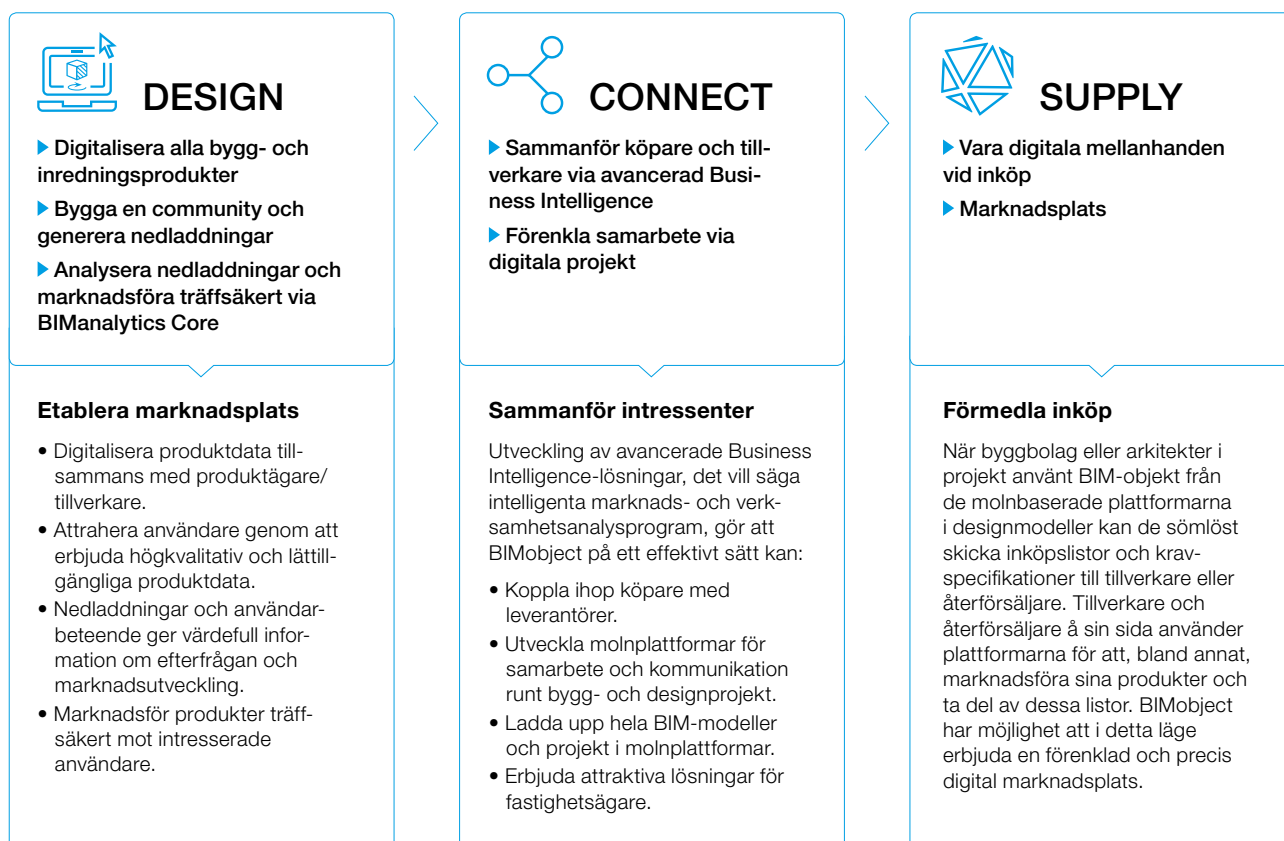 DESIGN
▶ Digitalisera alla bygg- och
inredningsprodukter
▶ Bygga en community och
generera nedladdningar
▶ Analysera nedladdningar och
marknadsföra träffsäkert via
BIManalytics Core
Etablera marknadsplats
• Digitalisera produktdata till-
sammans med produktägare/
tillverkare.
• Attrahera användare genom att
erbjuda högkvalitativ och lättill-
gängliga produktdata.
• Nedladdningar och användar-
beteende ger värdefull infor-
mation om efterfrågan och
marknadsutveckling.
• Marknadsför produkter träff-
säkert mot intresserade
användare.
CONNECT
▶ Sammanför köpare och till-
verkare via avancerad Busi-
ness Intelligence
▶ Förenkla samarbete via
digitala projekt
Sammanför intressenter
Utveckling av avancerade Business
Intelligence-lösningar, det vill säga
intelligenta marknads- och verk-
samhetsanalysprogram, gör att
BIMobject på ett effektivt sätt kan:
• Koppla ihop köpare med
leverantörer.
• Utveckla molnplattformar för
samarbete och kommunikation
runt bygg- och designprojekt.
• Ladda upp hela BIM-modeller
och projekt i molnplattformar.
• Erbjuda attraktiva lösningar för
fastighetsägare.
SUPPLY
▶ Vara digitala mellanhanden
vid inköp
▶ Marknadsplats
Förmedla inköp
När byggbolag eller arkitekter i
projekt använt BIM-objekt från
de molnbaserade plattformarna
i designmodeller kan de sömlöst
skicka inköpslistor och krav-
specifikationer till tillverkare eller
återförsäljare. Tillverkare och
återförsäljare å sin sida använder
plattformarna för att, bland annat,
marknadsföra sina produkter och
ta del av dessa listor. BIMobject
har möjlighet att i detta läge
erbjuda en förenklad och precis
digital marknadsplats.